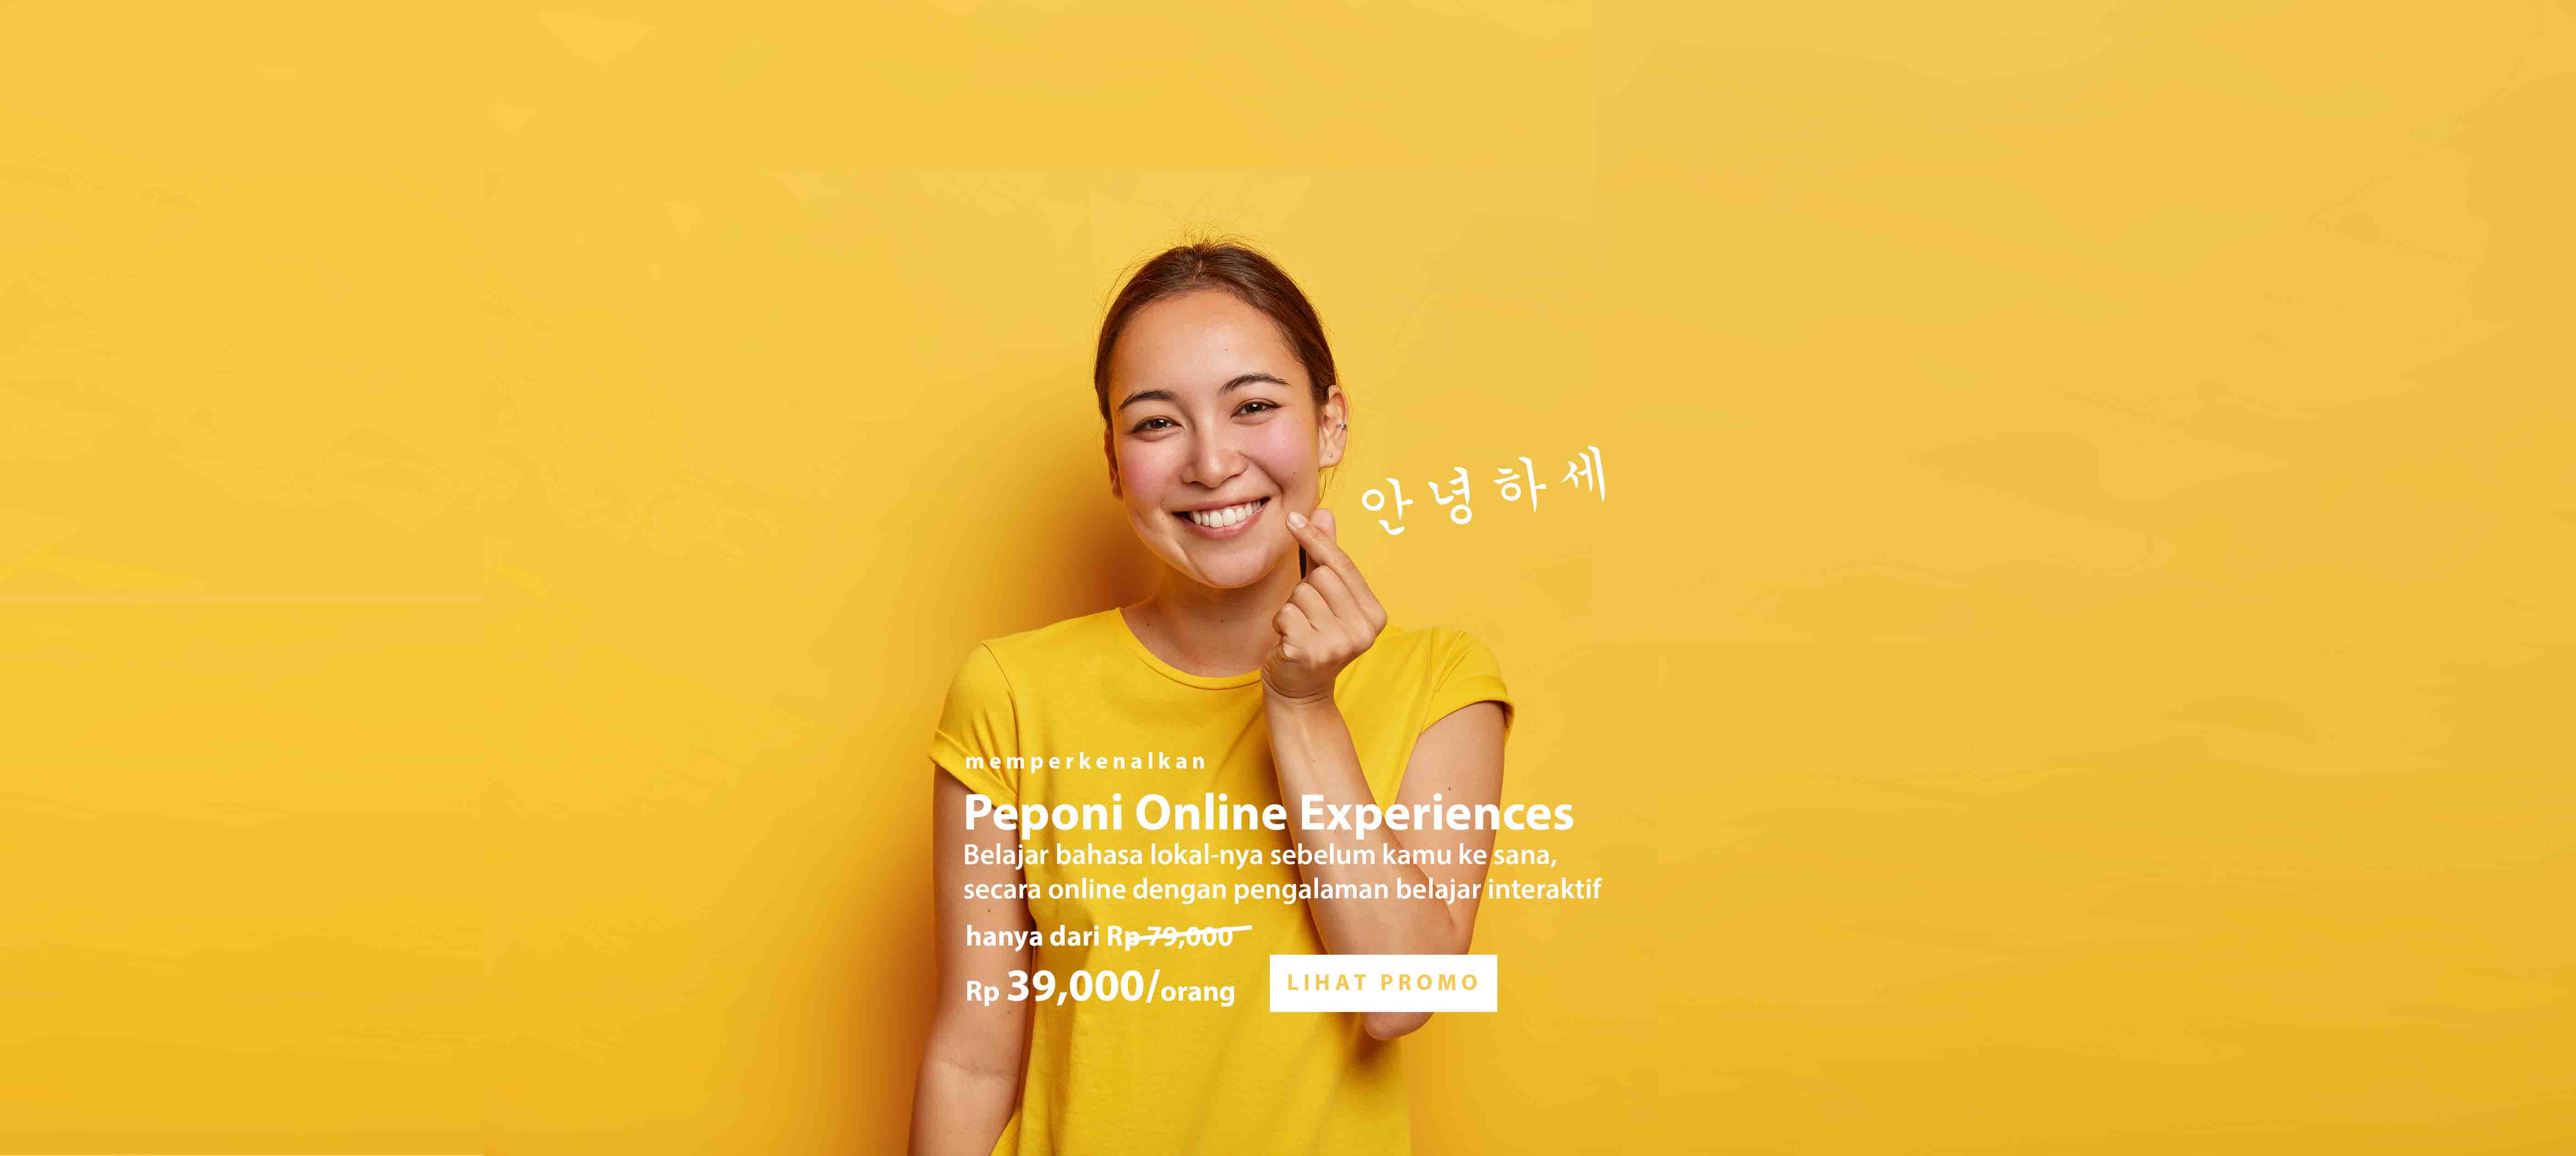 안녕하세
memperkenalkan
Peponi Online Experiences
Belajar bahasa lokal-nya sebelum kamu ke sana,
secara online dengan pengalaman belajar interaktif
hanya dari Rp 79,000
Rp 39,000/orang
LIHAT PROMO